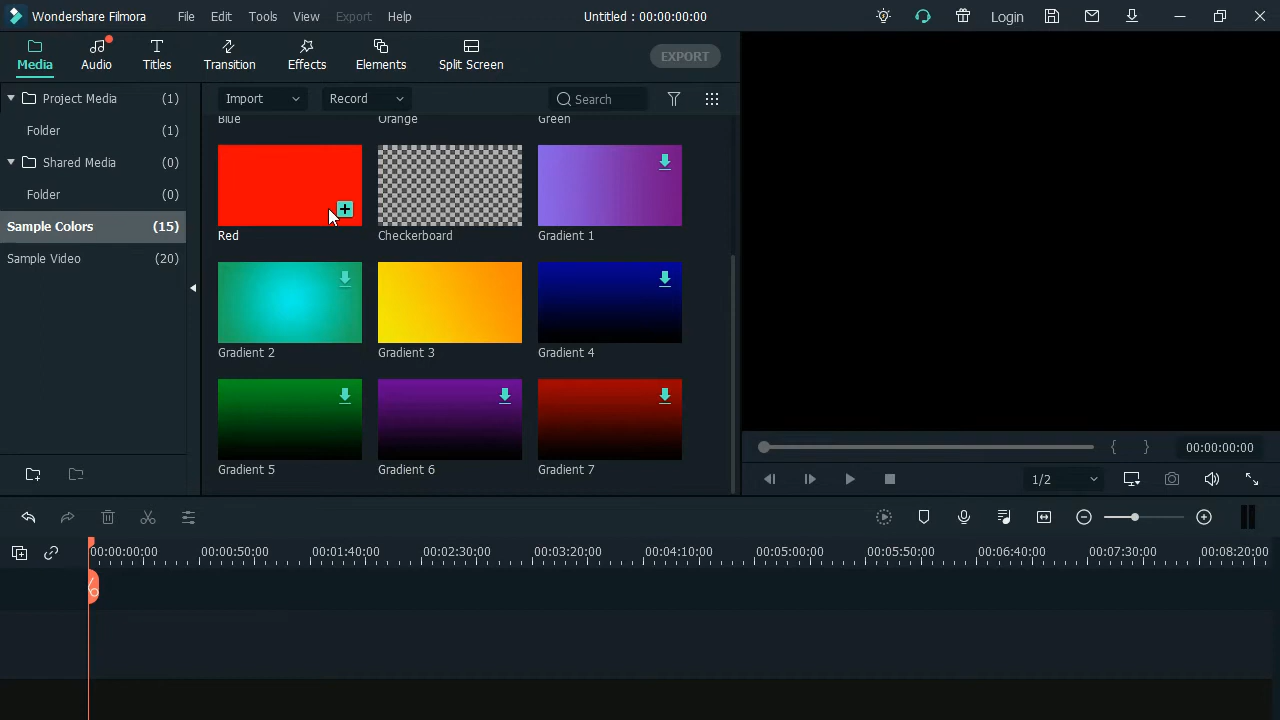 Wondershare Filmora File Edit Tools View Export Help Untitled : 00:00:00:00 Login
Media Audio Titles Transition Effects Elements Split Screen EXPORT
Project Media (1)
Folder (1)
Shared Media (0)
Folder (0)
Sample Colors (15)
Sample Video (20)
Import Record Search
Blue Orange Green
Red Checkerboard Gradient 1
Gradient 2 Gradient 3 Gradient 4
Gradient 5 Gradient 6 Gradient 7
{ } 00:00:00:00
1/2
00:00:00:00 00:00:50:00 00:01:40:00 00:02:30:00 00:03:20:00 00:04:10:00 00:05:00:00 00:05:50:00 00:06:40:00 00:07:30:00 00:08:20:00